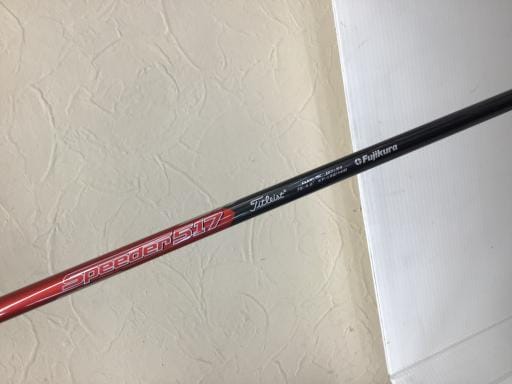 Speeder 517
Titleist
Fujikura